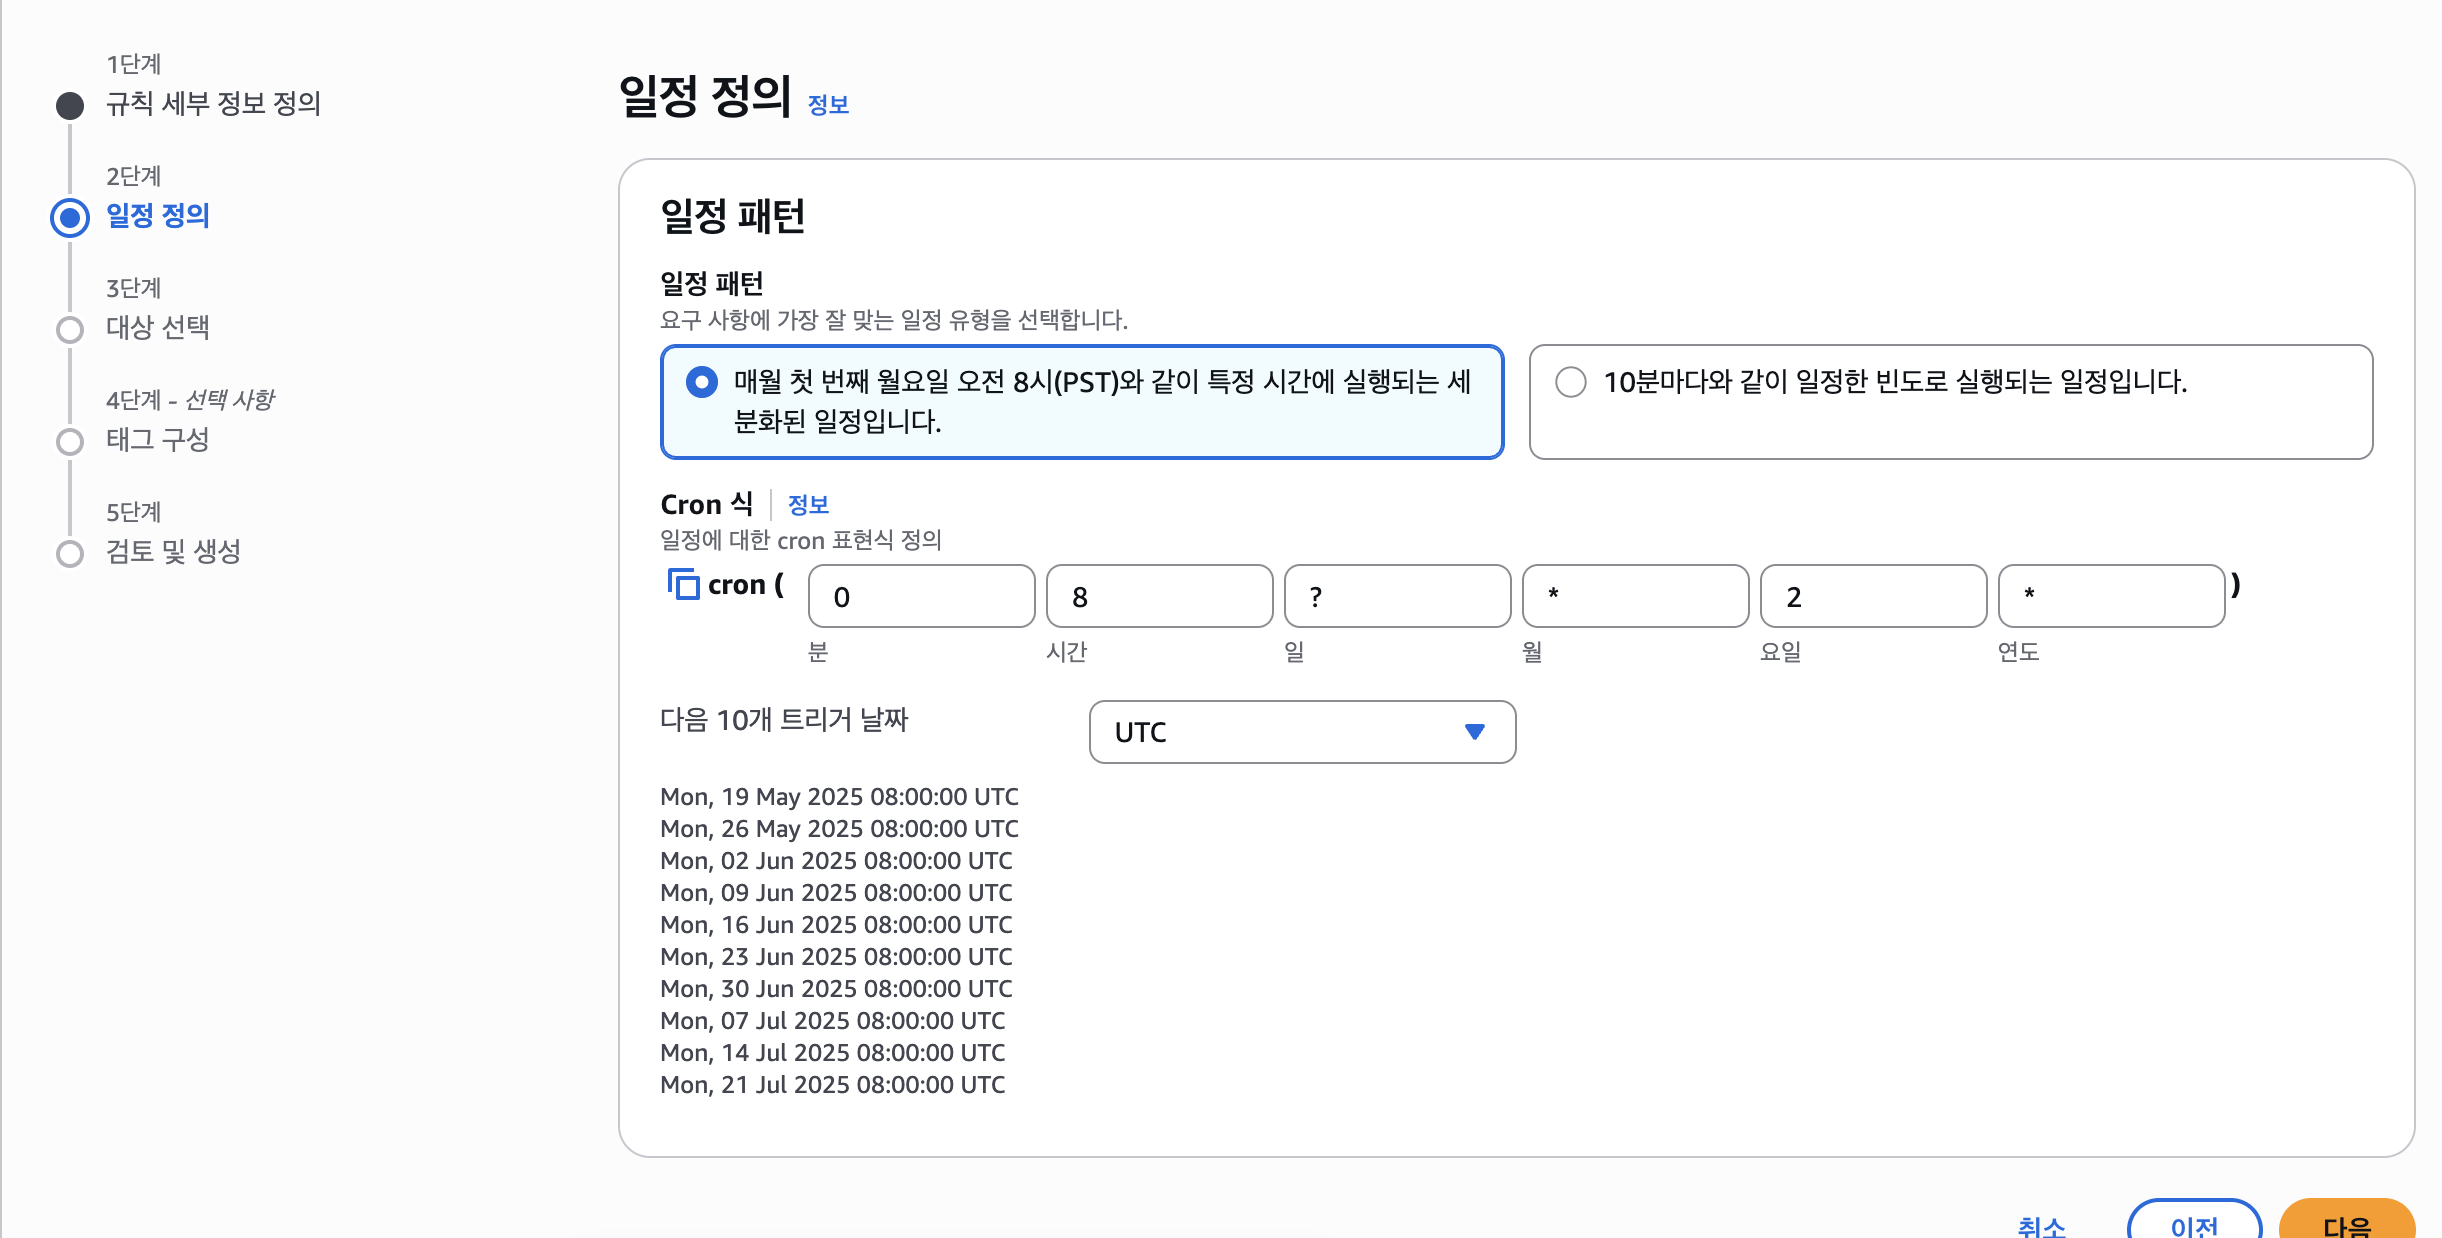 1단계
규칙 세부 정보 정의
2단계
일정 정의
3단계
대상 선택
4단계 - 선택 사항
태그 구성
5단계
검토 및 생성
일정 정의 정보
일정 패턴
일정 패턴
요구 사항에 가장 잘 맞는 일정 유형을 선택합니다.
매월 첫 번째 월요일 오전 8시(PST)와 같이 특정 시간에 실행되는 세
분화된 일정입니다.
10분마다와 같이 일정한 빈도로 실행되는 일정입니다.
Cron 식 정보
일정에 대한 cron 표현식 정의
cron ( 0 8 ? * 2 * )
분 시간 일 월 요일 연도
다음 10개 트리거 날짜 UTC
Mon, 19 May 2025 08:00:00 UTC
Mon, 26 May 2025 08:00:00 UTC
Mon, 02 Jun 2025 08:00:00 UTC
Mon, 09 Jun 2025 08:00:00 UTC
Mon, 16 Jun 2025 08:00:00 UTC
Mon, 23 Jun 2025 08:00:00 UTC
Mon, 30 Jun 2025 08:00:00 UTC
Mon, 07 Jul 2025 08:00:00 UTC
Mon, 14 Jul 2025 08:00:00 UTC
Mon, 21 Jul 2025 08:00:00 UTC
취소 이전 다음